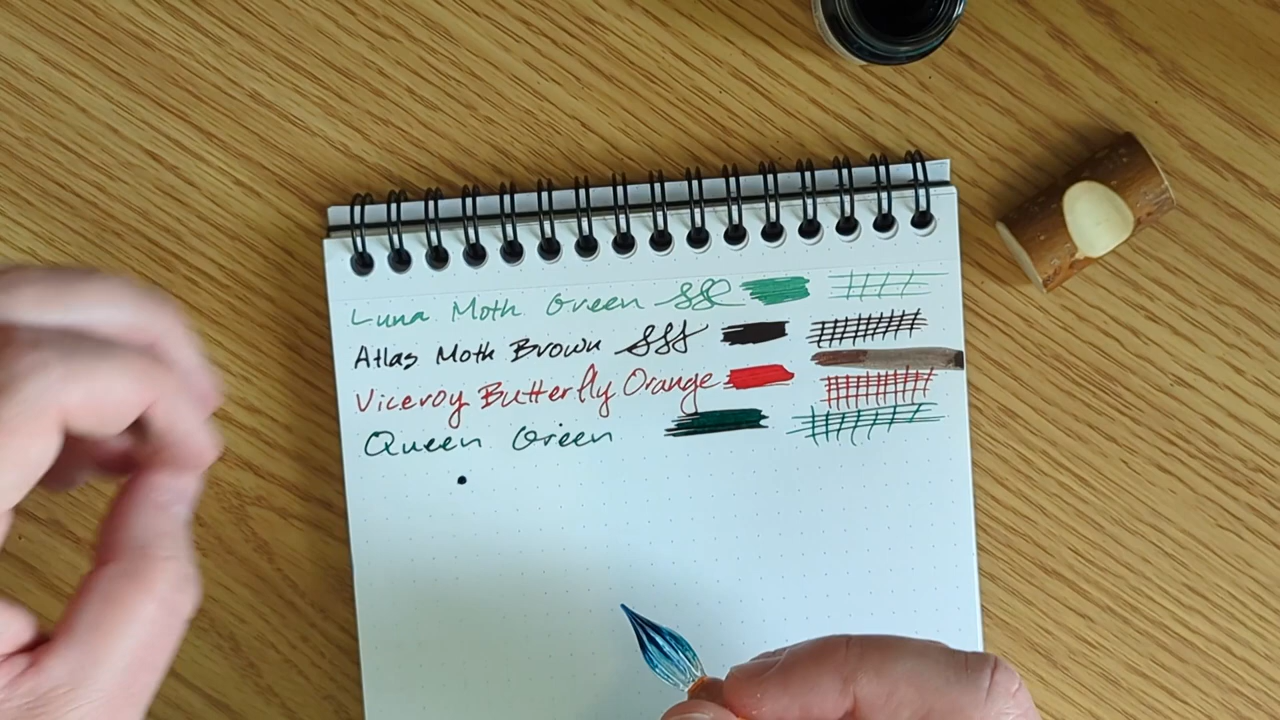 Luna Moth Green
Atlas Moth Brown
Viceroy Butterfly Orange
Queen Green